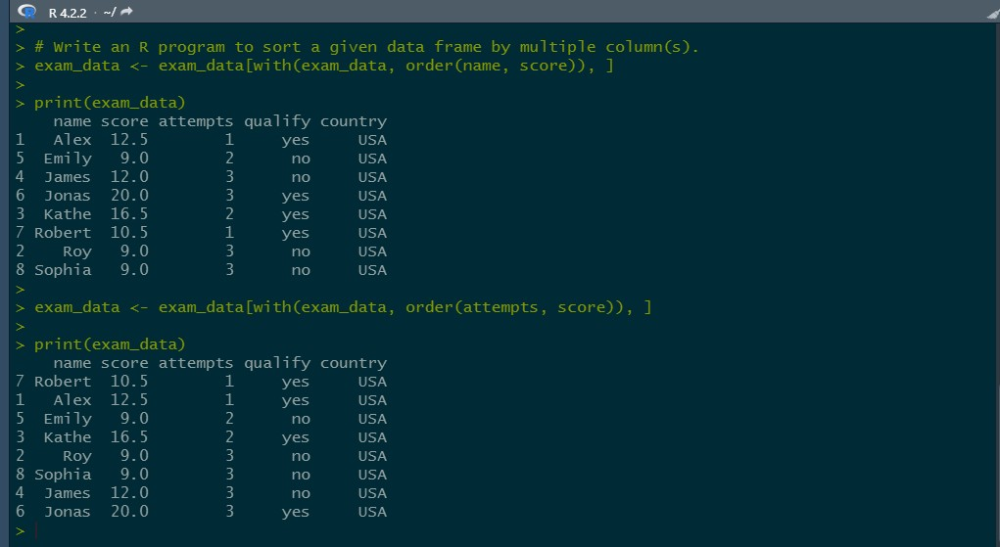 R 4.2.2 · ~/
>
> # Write an R program to sort a given data frame by multiple column(s).
> exam_data <- exam_data[with(exam_data, order(name, score)), ]
>
> print(exam_data)
    name score attempts qualify country
1   Alex  12.5        1     yes     USA
5  Emily   9.0        2      no     USA
4  James  12.0        3      no     USA
6  Jonas  20.0        3     yes     USA
3  Kathe  16.5        2     yes     USA
7 Robert  10.5        1     yes     USA
2    Roy   9.0        3      no     USA
8 Sophia   9.0        3      no     USA
>
> exam_data <- exam_data[with(exam_data, order(attempts, score)), ]
>
> print(exam_data)
    name score attempts qualify country
7 Robert  10.5        1     yes     USA
1   Alex  12.5        1     yes     USA
5  Emily   9.0        2      no     USA
3  Kathe  16.5        2     yes     USA
2    Roy   9.0        3      no     USA
8 Sophia   9.0        3      no     USA
4  James  12.0        3      no     USA
6  Jonas  20.0        3     yes     USA
>